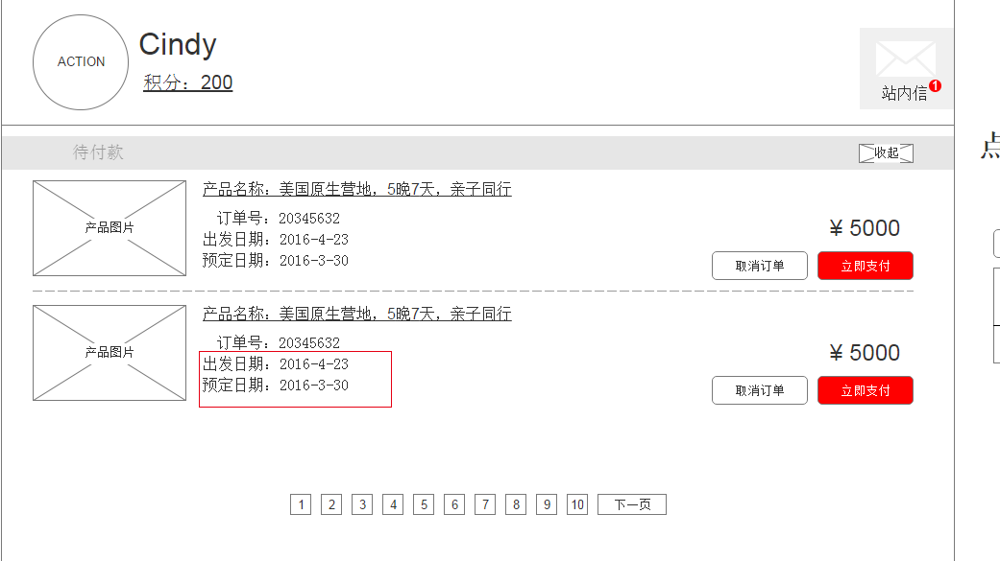 ACTION
Cindy
积分：200
站内信
1
待付款
收起
点
产品图片
产品名称：美国原生营地，5晚7天，亲子同行
订单号：20345632
出发日期：2016-4-23
预定日期：2016-3-30
¥ 5000
取消订单
立即支付
产品图片
产品名称：美国原生营地，5晚7天，亲子同行
订单号：20345632
出发日期：2016-4-23
预定日期：2016-3-30
¥ 5000
取消订单
立即支付
1 2 3 4 5 6 7 8 9 10 下一页